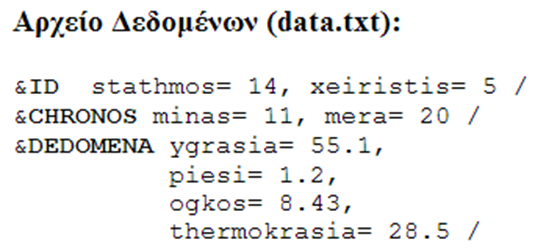 Αρχείο Δεδομένων (data.txt):
&ID stathmos= 14, xeiristis= 5 /
&CHRONOS minas= 11, mera= 20 /
&DEDOMENA ygrasia= 55.1,
piesi= 1.2,
ogkos= 8.43,
thermokrasia= 28.5 /